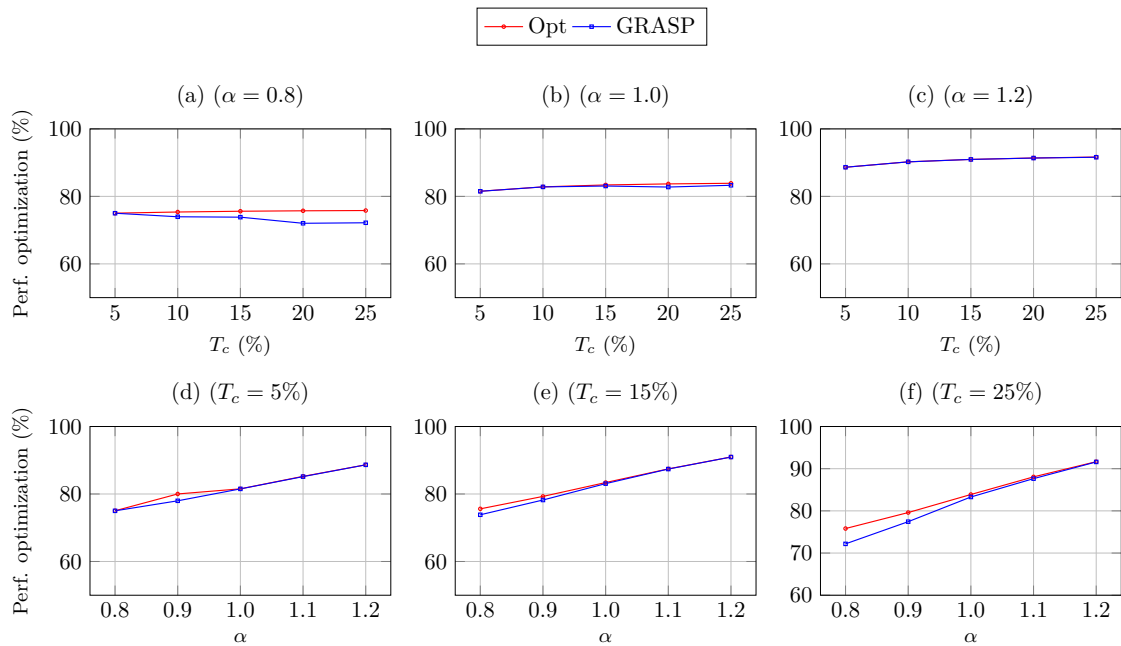 Opt GRASP
(a) (α = 0.8)
(b) (α = 1.0)
(c) (α = 1.2)
Perf. optimization (%)
100
80
60
5 10 15 20 25
T_c (%)
100
80
60
5 10 15 20 25
T_c (%)
100
80
60
5 10 15 20 25
T_c (%)
(d) (T_c = 5%)
(e) (T_c = 15%)
(f) (T_c = 25%)
Perf. optimization (%)
100
80
60
0.8 0.9 1.0 1.1 1.2
α
100
80
60
0.8 0.9 1.0 1.1 1.2
α
100
90
80
70
60
0.8 0.9 1.0 1.1 1.2
α